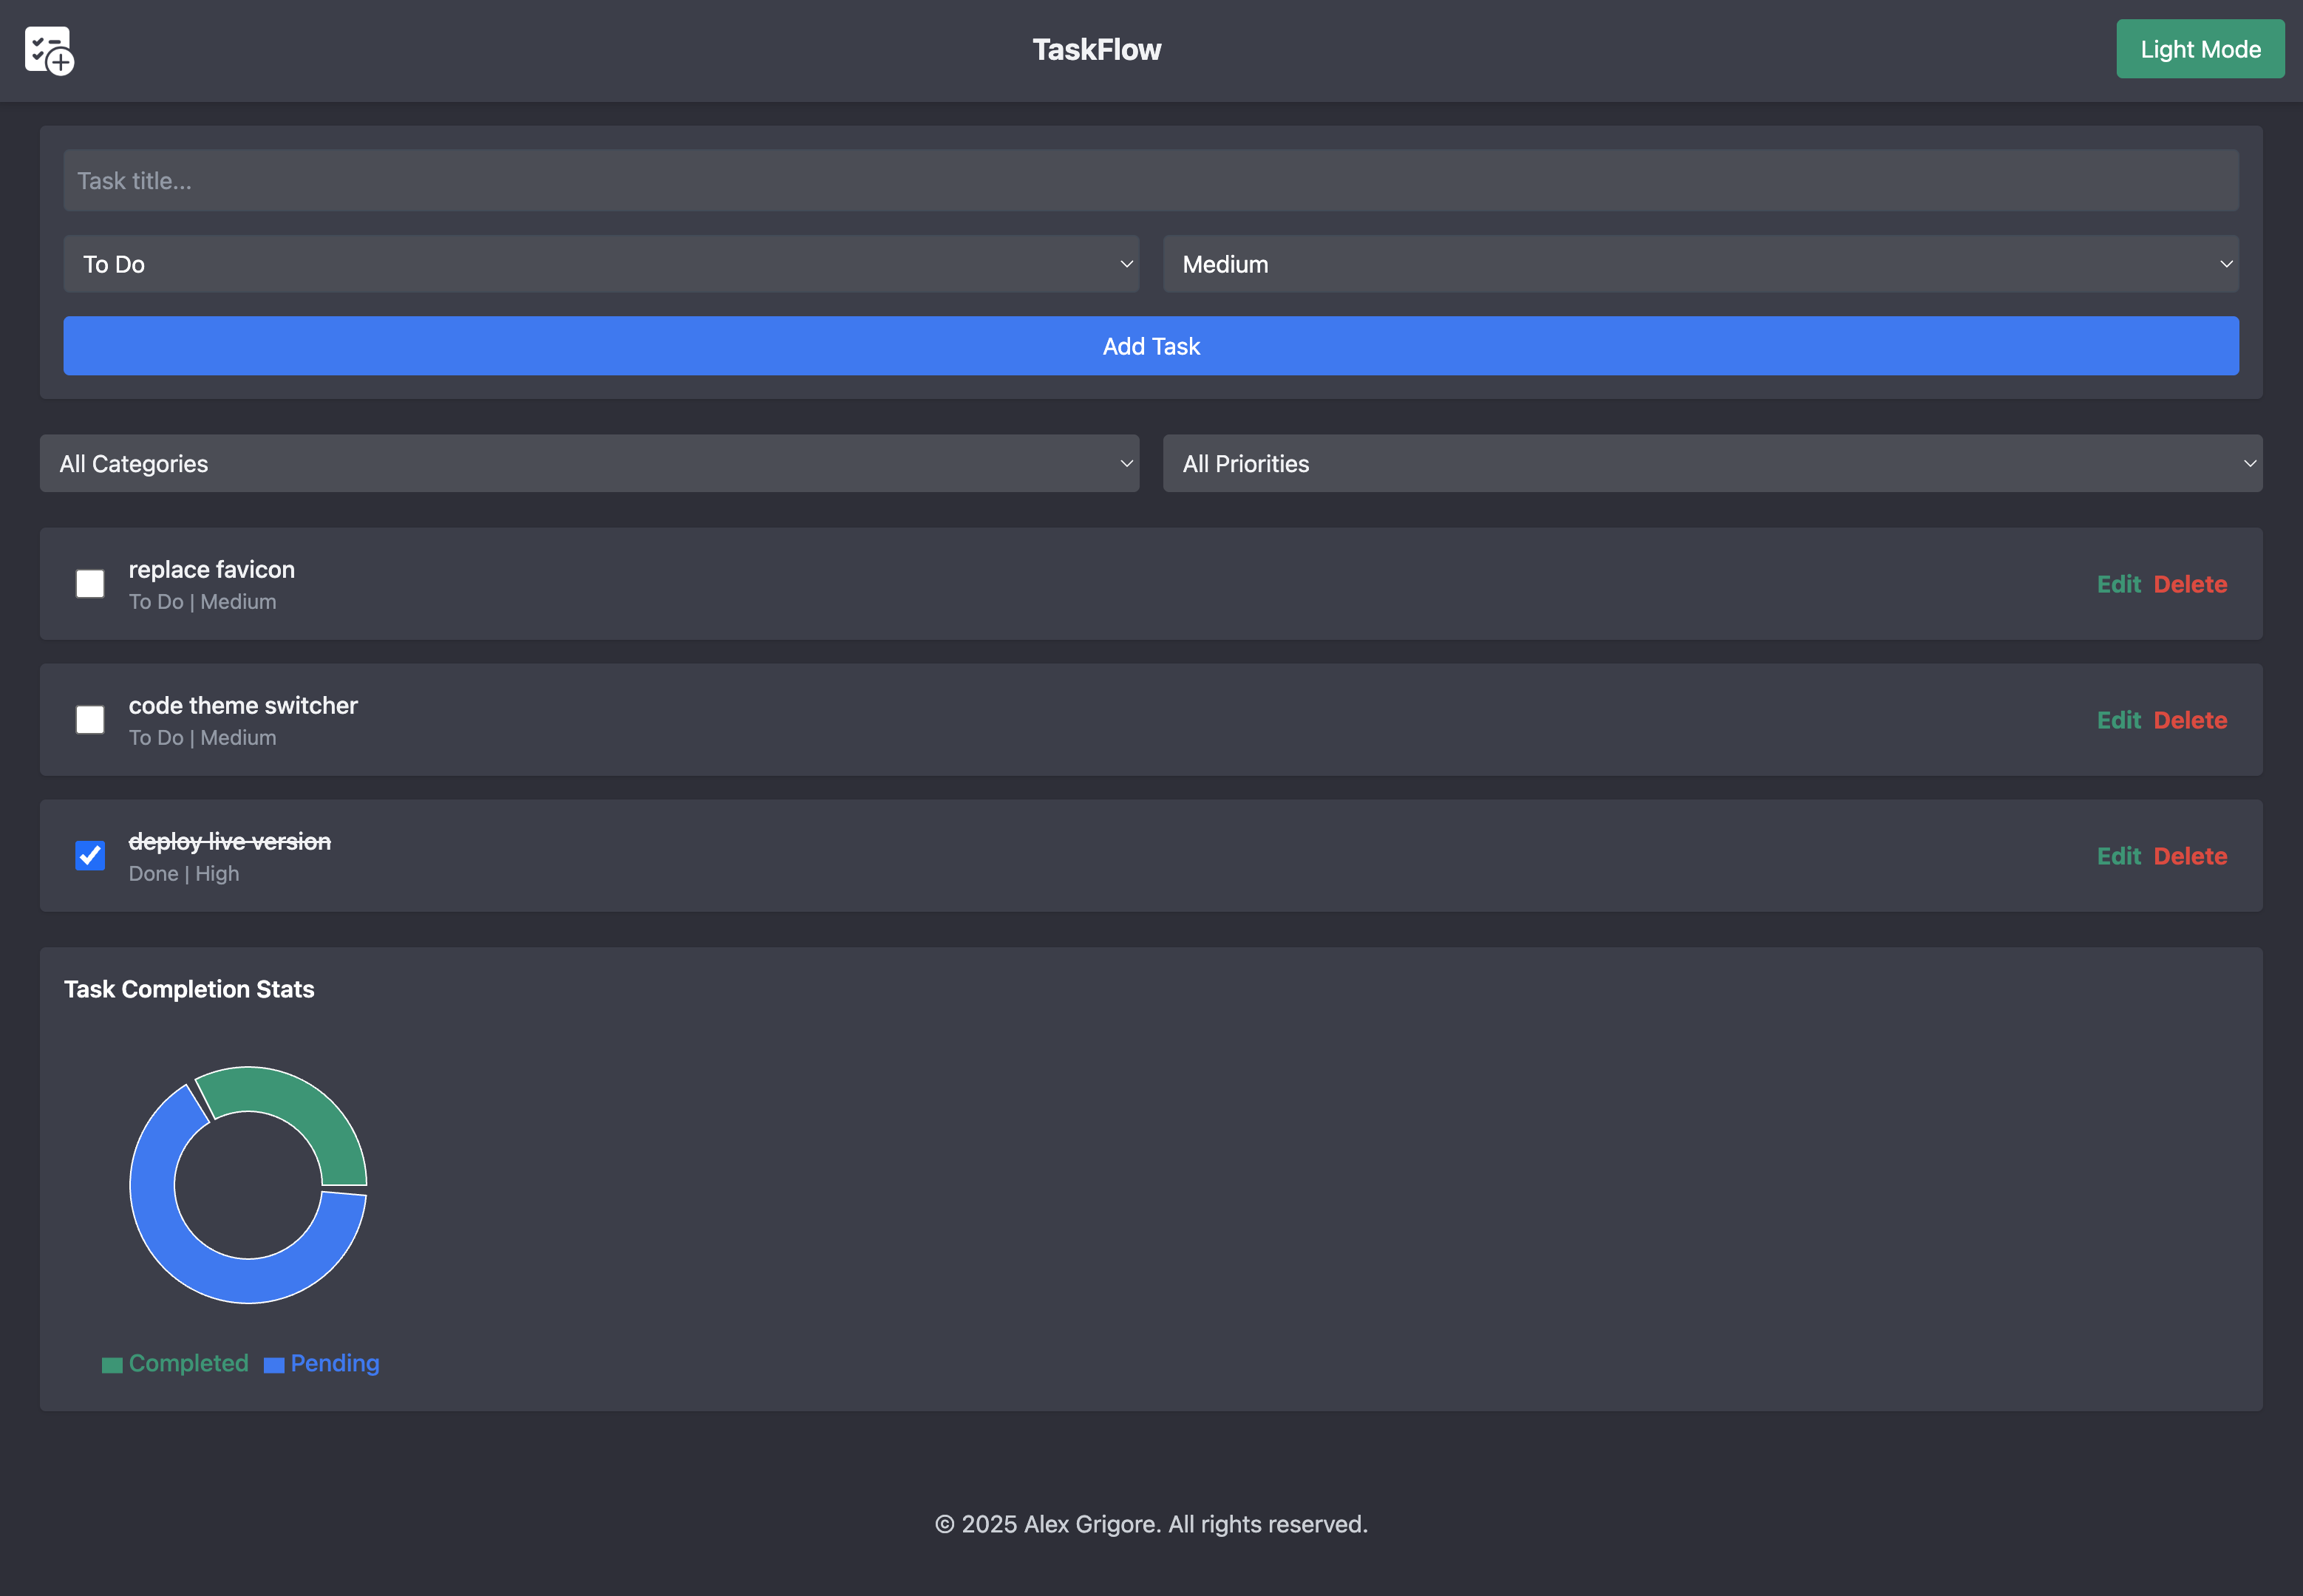 TaskFlow
Light Mode
Task title...
To Do
Medium
Add Task
All Categories
All Priorities
replace favicon
To Do | Medium
Edit Delete
code theme switcher
To Do | Medium
Edit Delete
deploy live version
Done | High
Edit Delete
Task Completion Stats
Completed Pending
© 2025 Alex Grigore. All rights reserved.